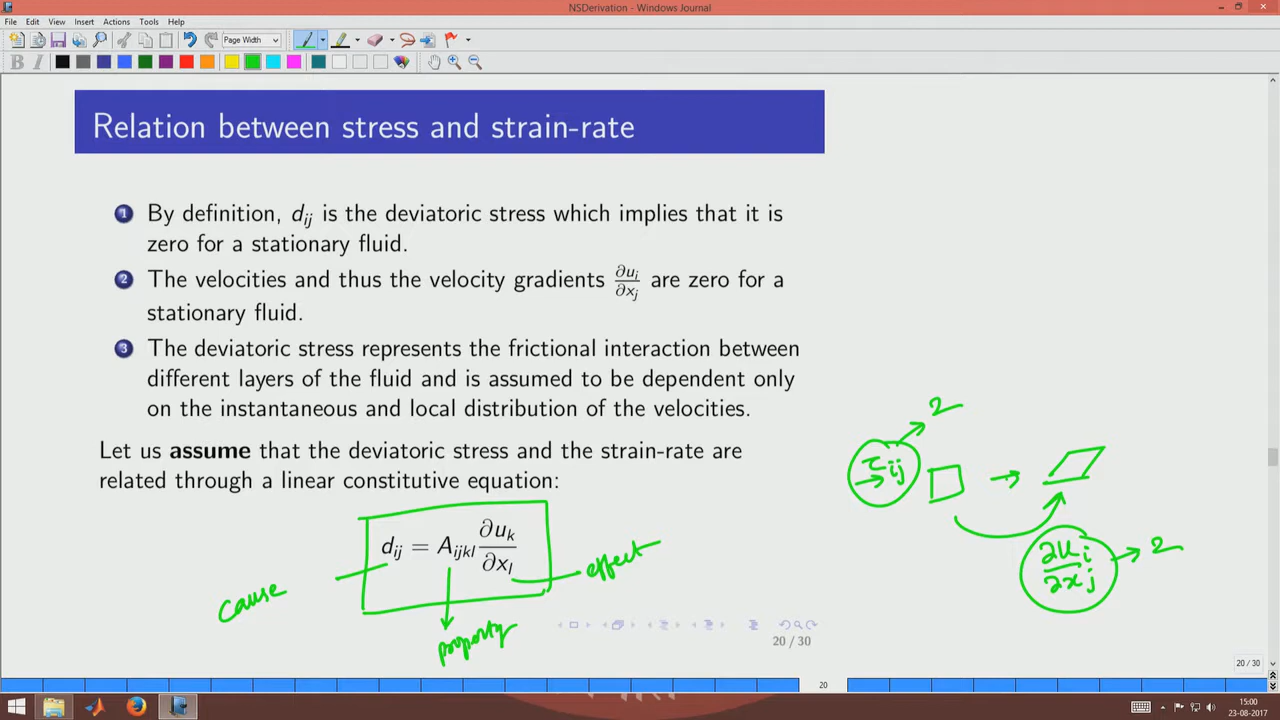 NSDerivation - Windows Journal
File Edit View Insert Actions Tools Help
Page Width
Relation between stress and strain-rate
1 By definition, d_ij is the deviatoric stress which implies that it is
zero for a stationary fluid.
2 The velocities and thus the velocity gradients ∂u_i/∂x_j are zero for a
stationary fluid.
3 The deviatoric stress represents the frictional interaction between
different layers of the fluid and is assumed to be dependent only
on the instantaneous and local distribution of the velocities.
Let us assume that the deviatoric stress and the strain-rate are
related through a linear constitutive equation:
d_ij = A_ijkl ∂u_k/∂x_l
cause
property
effect
τ_ij
2
∂u_i/∂x_j
2
20 / 30
20 / 30
20
15:00
23-08-2017